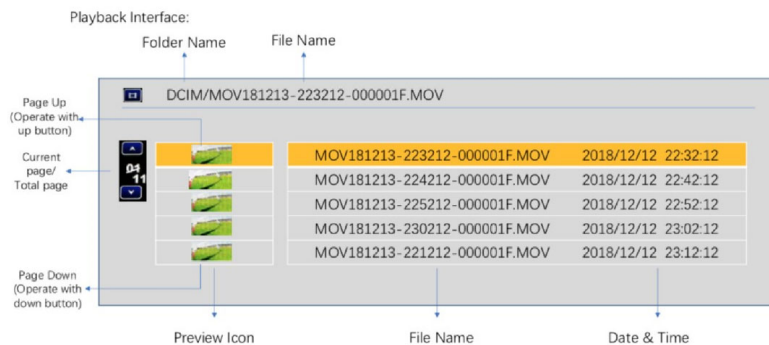 Playback Interface:
Folder Name
File Name
DCIM/MOV181213-223212-000001F.MOV
Page Up
(Operate with
up button)
Current
page/
Total page
01
11
MOV181213-223212-000001F.MOV 2018/12/12 22:32:12
MOV181213-224212-000001F.MOV 2018/12/12 22:42:12
MOV181213-225212-000001F.MOV 2018/12/12 22:52:12
MOV181213-230212-000001F.MOV 2018/12/12 23:02:12
MOV181213-221212-000001F.MOV 2018/12/12 23:12:12
Page Down
(Operate with
down button)
Preview Icon
File Name
Date & Time